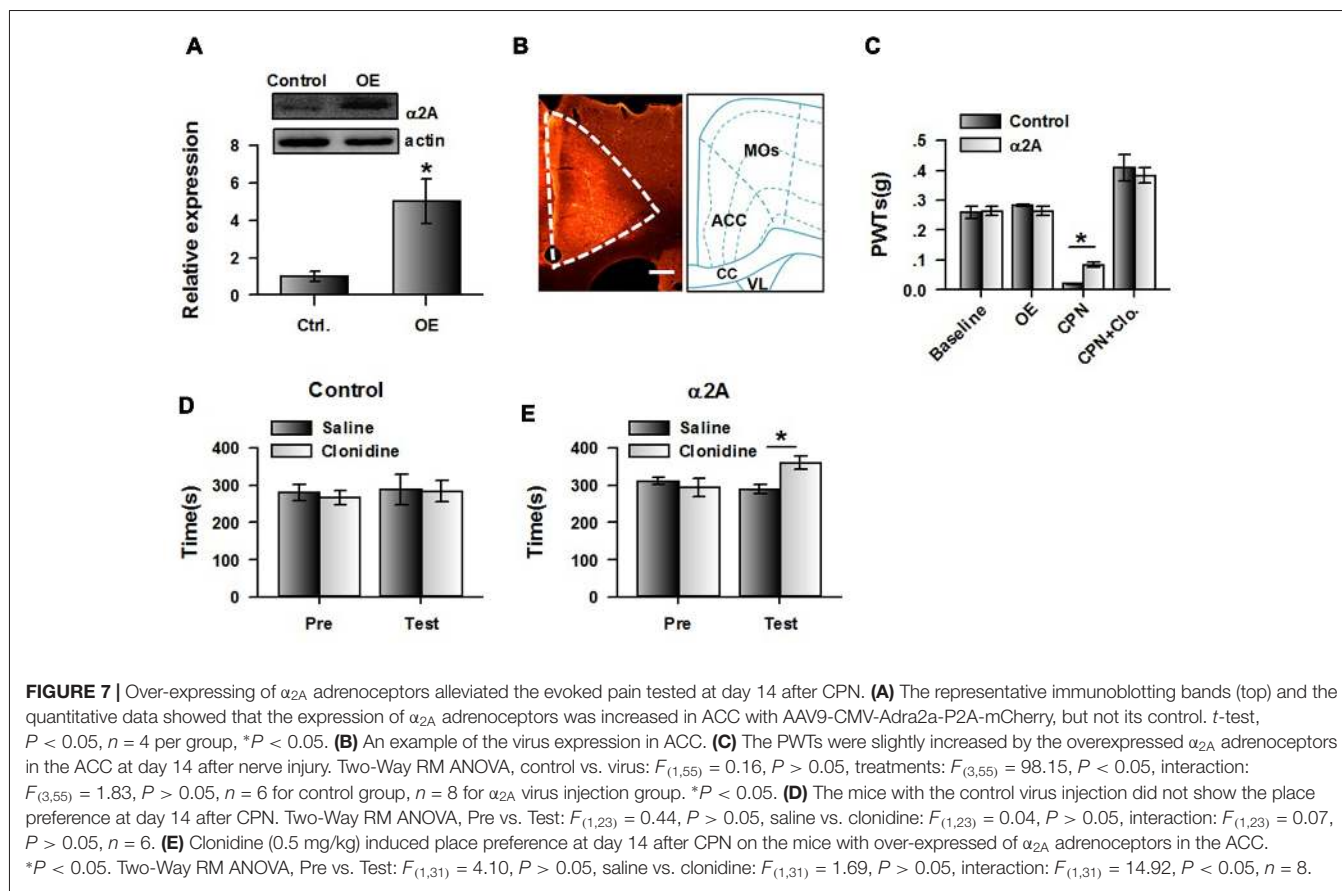 A
Control OE
α2A
actin
Relative expression
8
6
4
2
0
*
Ctrl. OE
B
MOs
ACC
CC
VL
C
Control
α2A
PWTs(g)
.5
.4
.3
.2
.1
0.0
*
Baseline OE CPN CPN+Clo.
D
Control
Saline
Clonidine
Time(s)
400
300
200
100
0
Pre Test
E
α2A
Saline
Clonidine
Time(s)
400
300
200
100
0
*
Pre Test
FIGURE 7 | Over-expressing of α2A adrenoceptors alleviated the evoked pain tested at day 14 after CPN. (A) The representative immunoblotting bands (top) and the
quantitative data showed that the expression of α2A adrenoceptors was increased in ACC with AAV9-CMV-Adra2a-P2A-mCherry, but not its control. t-test,
P < 0.05, n = 4 per group, *P < 0.05. (B) An example of the virus expression in ACC. (C) The PWTs were slightly increased by the overexpressed α2A adrenoceptors
in the ACC at day 14 after nerve injury. Two-Way RM ANOVA, control vs. virus: F(1,55) = 0.16, P > 0.05, treatments: F(3,55) = 98.15, P < 0.05, interaction:
F(3,55) = 1.83, P > 0.05, n = 6 for control group, n = 8 for α2A virus injection group. *P < 0.05. (D) The mice with the control virus injection did not show the place
preference at day 14 after CPN. Two-Way RM ANOVA, Pre vs. Test: F(1,23) = 0.44, P > 0.05, saline vs. clonidine: F(1,23) = 0.04, P > 0.05, interaction: F(1,23) = 0.07,
P > 0.05, n = 6. (E) Clonidine (0.5 mg/kg) induced place preference at day 14 after CPN on the mice with over-expressed of α2A adrenoceptors in the ACC.
*P < 0.05. Two-Way RM ANOVA, Pre vs. Test: F(1,31) = 4.10, P > 0.05, saline vs. clonidine: F(1,31) = 1.69, P > 0.05, interaction: F(1,31) = 14.92, P < 0.05, n = 8.